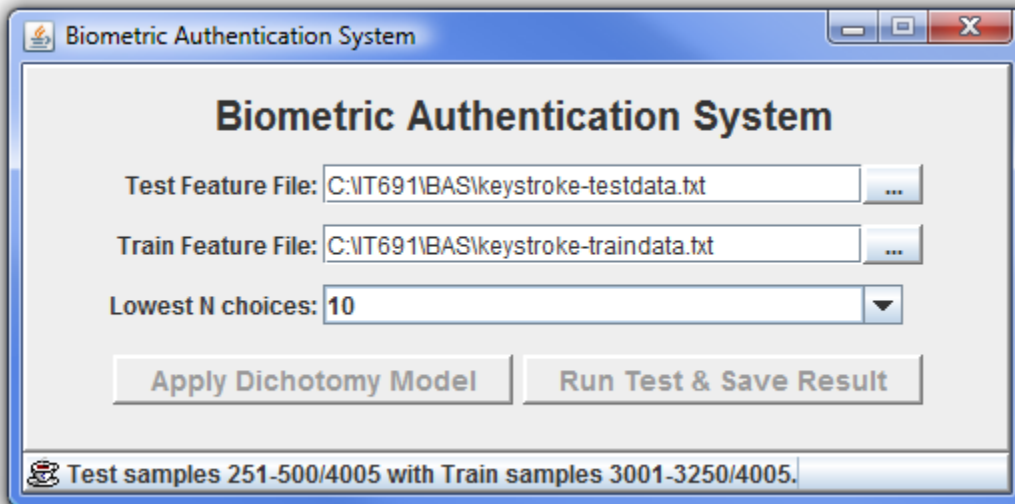 Biometric Authentication System
Biometric Authentication System
Test Feature File: C:\IT691\BAS\keystroke-testdata.txt ...
Train Feature File: C:\IT691\BAS\keystroke-traindata.txt ...
Lowest N choices: 10
Apply Dichotomy Model Run Test & Save Result
Test samples 251-500/4005 with Train samples 3001-3250/4005.